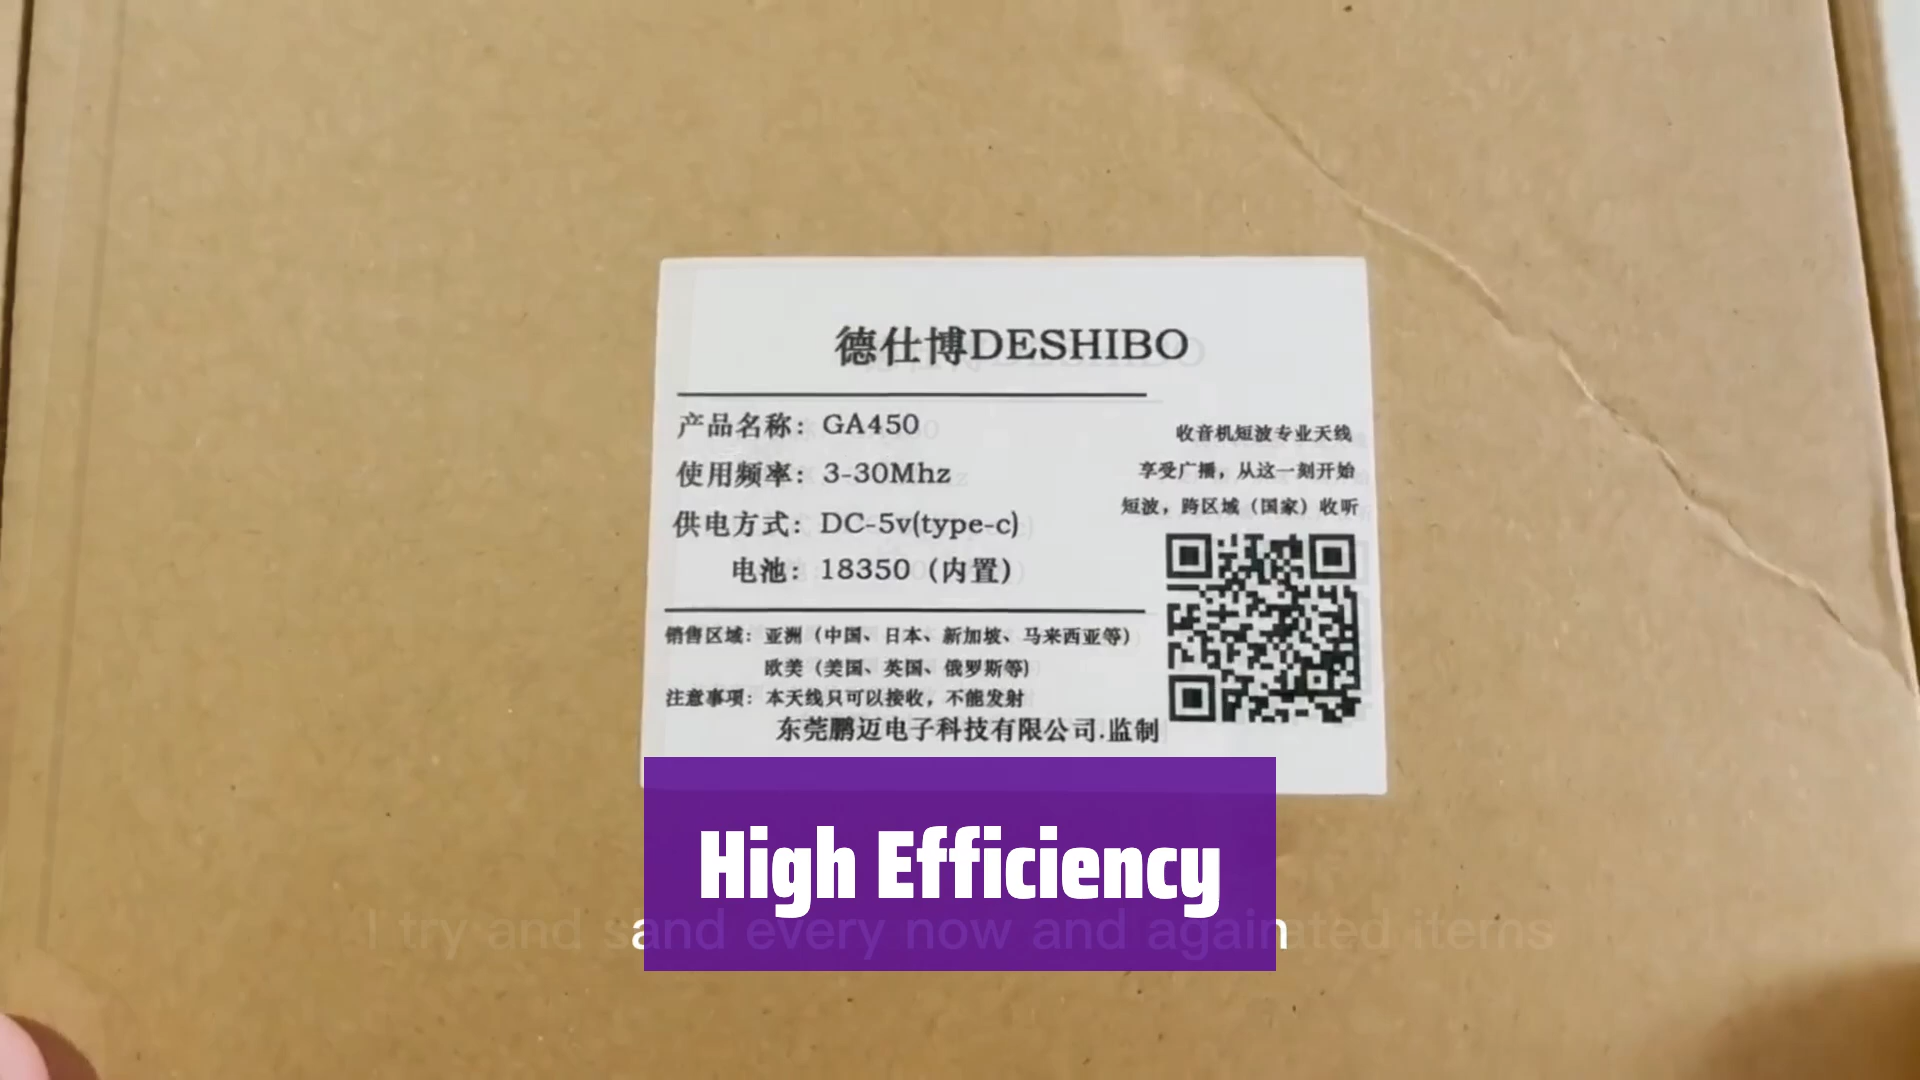 德仕博DESHIBO
产品名称：GA450
使用频率：3-30Mhz
供电方式：DC-5v(type-c)
电池：18350（内置）
收音机短波专业天线
享受广播，从这一刻开始
短波，跨区域（国家）收听
销售区域：亚洲（中国、日本、新加坡、马来西亚等）
欧美（美国、英国、俄罗斯等）
注意事项：本天线只可以接收，不能发射
东莞鹏迈电子科技有限公司.监制
High Efficiency
I try and
and every now and again
ated items